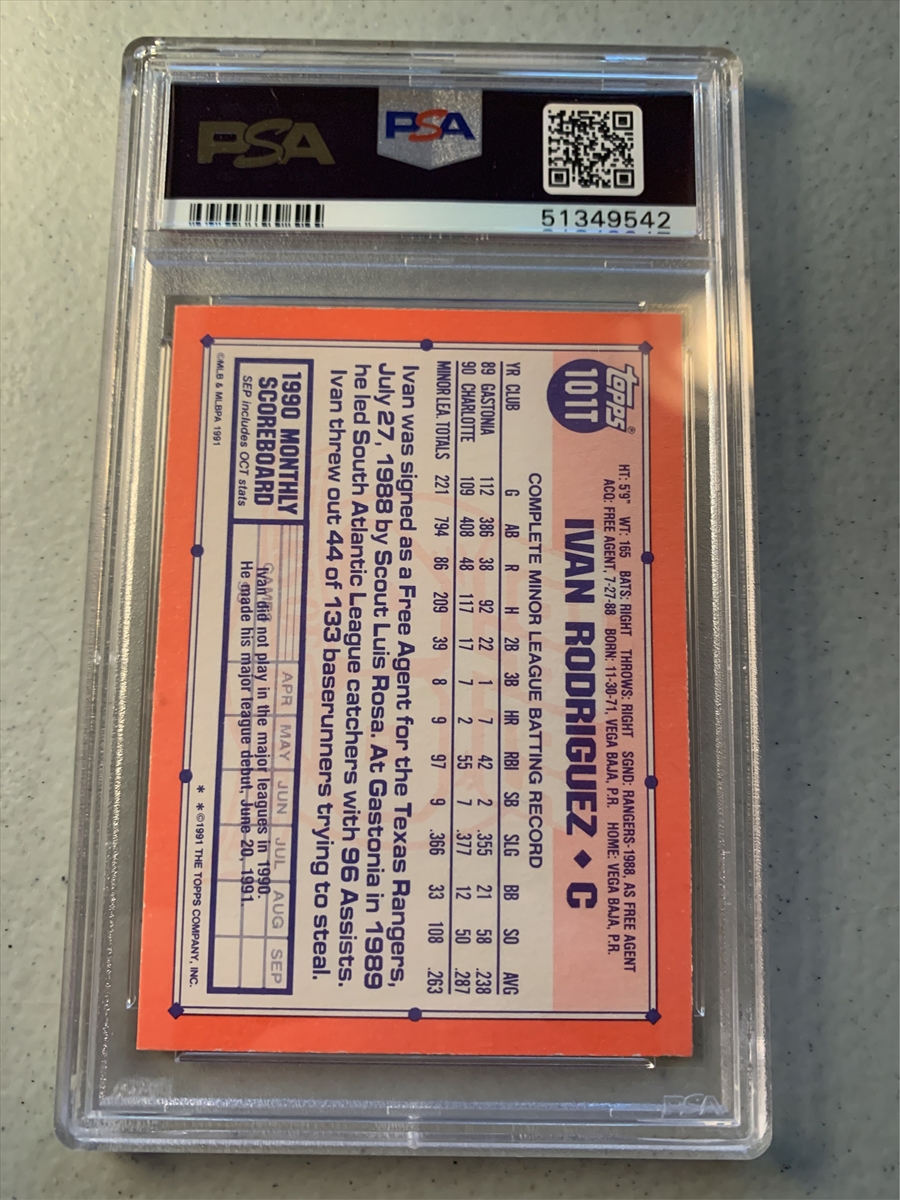 PSA
PSA
51349542
Topps®
101T
HT: 5'9" WT: 165 BATS: RIGHT THROWS: RIGHT SGND: RANGERS-1988, AS FREE AGENT
ACQ: FREE AGENT, 7-27-88 BORN: 11-30-71, VEGA BAJA, P.R. HOME: VEGA BAJA, P.R.
IVAN RODRIGUEZ ♦ C
COMPLETE MINOR LEAGUE BATTING RECORD
YR CLUB G AB R H 2B 3B HR RBI SB SLG BB SO AVG
89 GASTONIA 112 386 38 92 22 1 7 42 2 .355 21 58 .238
90 CHARLOTTE 109 408 48 117 17 7 2 55 7 .377 12 50 .287
MINOR LEA. TOTALS 221 794 86 209 39 8 9 97 9 .366 33 108 .263
Ivan was signed as a Free Agent for the Texas Rangers,
July 27, 1988 by Scout Luis Rosa. At Gastonia in 1989
he led South Atlantic League catchers with 96 Assists.
Ivan threw out 44 of 133 baserunners trying to steal.
1990 MONTHLY
SCOREBOARD
SEP includes OCT stats
APR MAY JUN JUL AUG SEP
GAMES
Ivan did not play in the major leagues in 1990.
He made his major league debut, June 20, 1991.
©MLB & MLBPA 1991
* * ©1991 THE TOPPS COMPANY, INC.
PSA